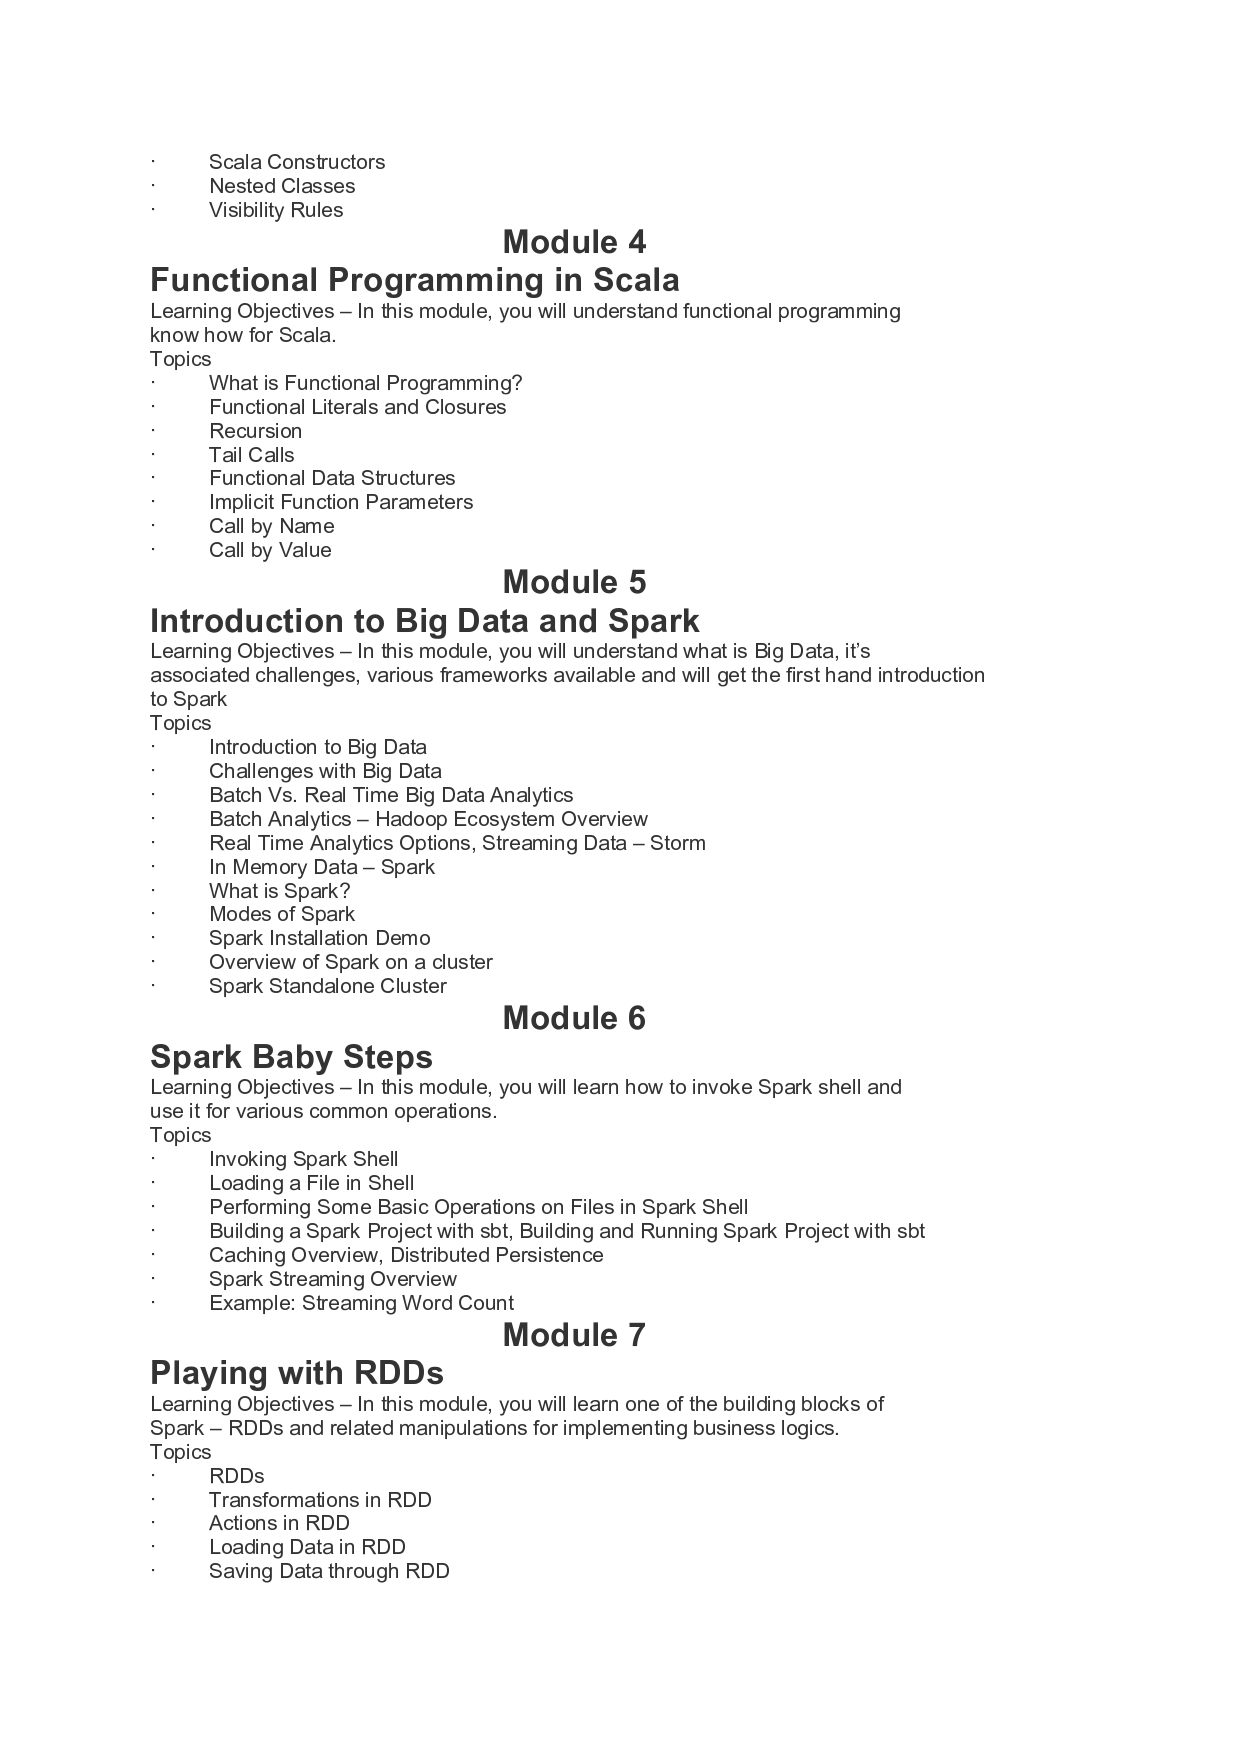 · Scala Constructors
· Nested Classes
· Visibility Rules
Module 4
Functional Programming in Scala
Learning Objectives – In this module, you will understand functional programming
know how for Scala.
Topics
· What is Functional Programming?
· Functional Literals and Closures
· Recursion
· Tail Calls
· Functional Data Structures
· Implicit Function Parameters
· Call by Name
· Call by Value
Module 5
Introduction to Big Data and Spark
Learning Objectives – In this module, you will understand what is Big Data, it’s
associated challenges, various frameworks available and will get the first hand introduction
to Spark
Topics
· Introduction to Big Data
· Challenges with Big Data
· Batch Vs. Real Time Big Data Analytics
· Batch Analytics – Hadoop Ecosystem Overview
· Real Time Analytics Options, Streaming Data – Storm
· In Memory Data – Spark
· What is Spark?
· Modes of Spark
· Spark Installation Demo
· Overview of Spark on a cluster
· Spark Standalone Cluster
Module 6
Spark Baby Steps
Learning Objectives – In this module, you will learn how to invoke Spark shell and
use it for various common operations.
Topics
· Invoking Spark Shell
· Loading a File in Shell
· Performing Some Basic Operations on Files in Spark Shell
· Building a Spark Project with sbt, Building and Running Spark Project with sbt
· Caching Overview, Distributed Persistence
· Spark Streaming Overview
· Example: Streaming Word Count
Module 7
Playing with RDDs
Learning Objectives – In this module, you will learn one of the building blocks of
Spark – RDDs and related manipulations for implementing business logics.
Topics
· RDDs
· Transformations in RDD
· Actions in RDD
· Loading Data in RDD
· Saving Data through RDD